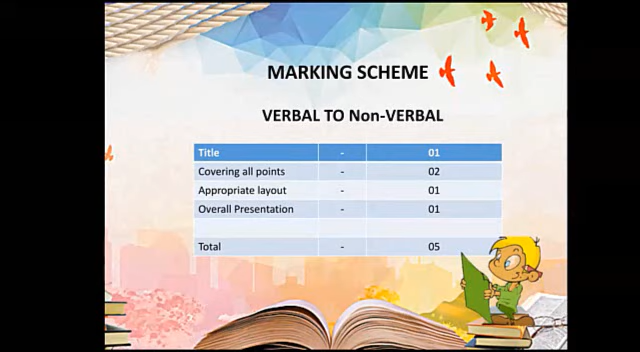 MARKING SCHEME
VERBAL TO Non-VERBAL
Title - 01
Covering all points - 02
Appropriate layout - 01
Overall Presentation - 01
Total - 05